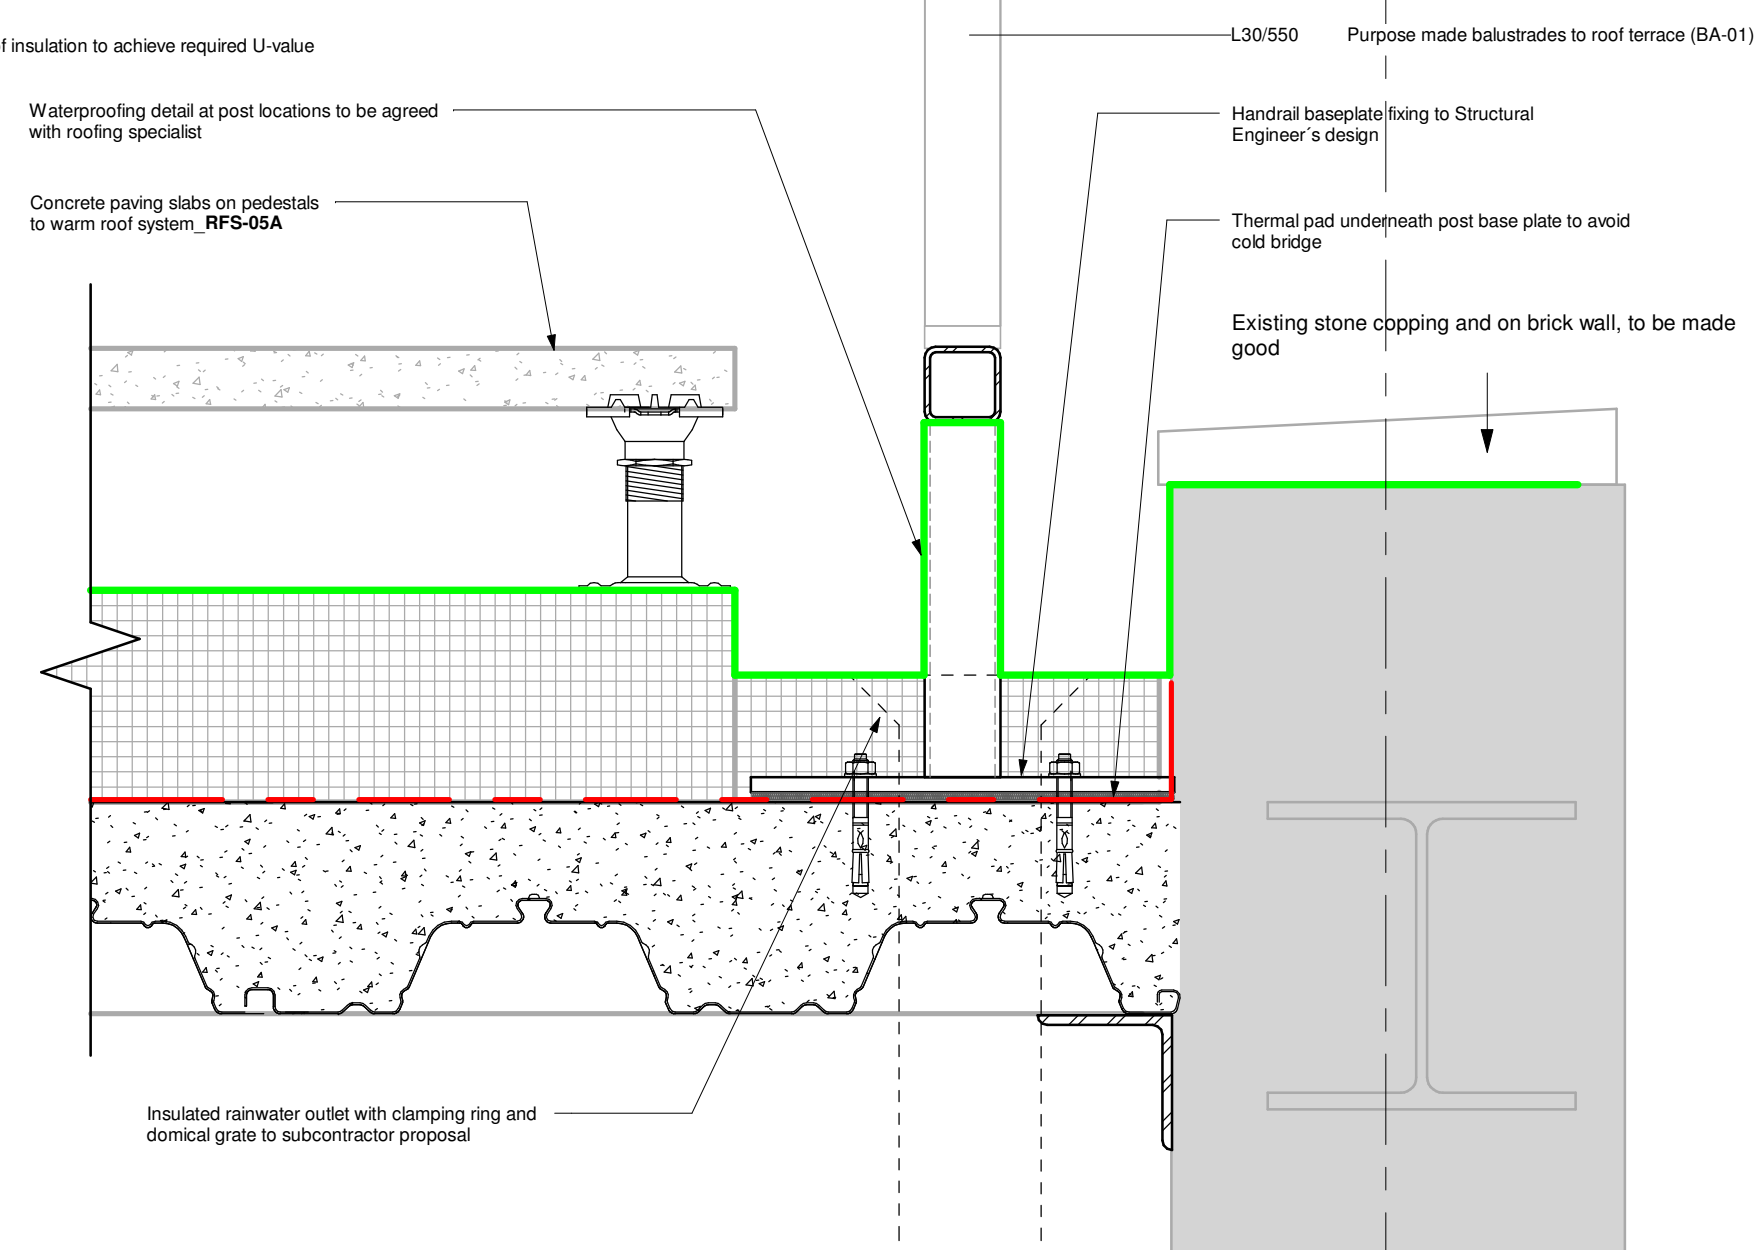 of insulation to achieve required U-value
L30/550 Purpose made balustrades to roof terrace (BA-01)
Waterproofing detail at post locations to be agreed
with roofing specialist
Handrail baseplate fixing to Structural
Engineer´s design
Concrete paving slabs on pedestals
to warm roof system_RFS-05A
Thermal pad underneath post base plate to avoid
cold bridge
Existing stone copping and on brick wall, to be made
good
Insulated rainwater outlet with clamping ring and
domical grate to subcontractor proposal